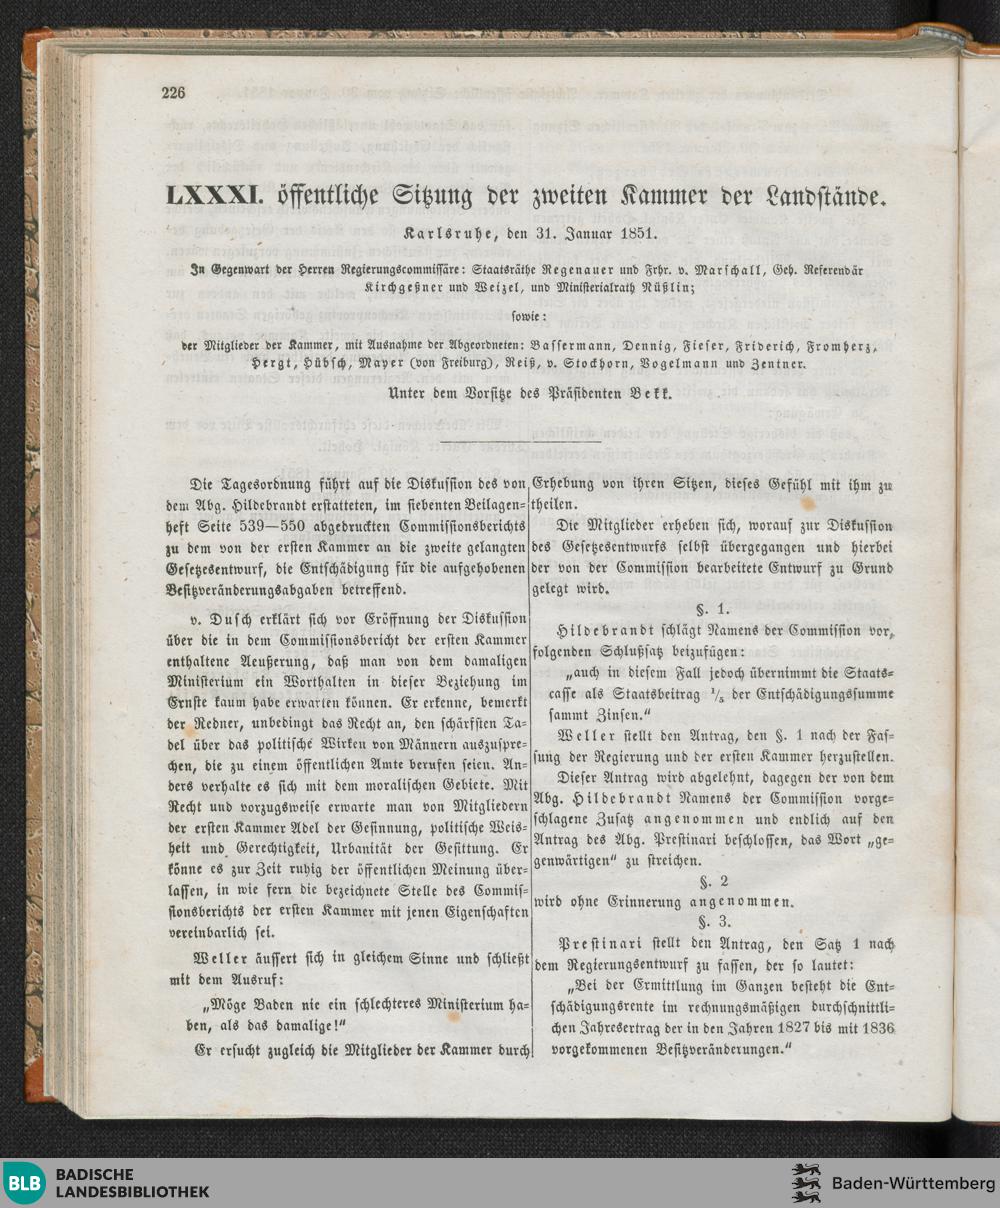 226
LXXXI. öffentliche Sitzung der zweiten Kammer der Landstände.
Karlsruhe, den 31. Januar 1851.
In Gegenwart der Herren Regierungscommissäre: Staatsräthe Regenauer und Frhr. v. Marschall, Geh. Referendär
Kirchgeßner und Weizel, und Ministerialrath Nüßlin;
sowie:
der Mitglieder der Kammer, mit Ausnahme der Abgeordneten: Bassermann, Dennig, Fieser, Friderich, Fromherz,
Hergt, Hübsch, Mayer (von Freiburg), Reiß, v. Stockhorn, Vogelmann und Zentner.
Unter dem Vorsitze des Präsidenten Bekk.
Die Tagesordnung führt auf die Diskussion des von
dem Abg. Hildebrandt erstatteten, im siebenten Beilagen-
heft Seite 539—550 abgedruckten Commissionsberichts
zu dem von der ersten Kammer an die zweite gelangten
Gesetzesentwurf, die Entschädigung für die aufgehobenen
Besitzveränderungsabgaben betreffend.
v. Dusch erklärt sich vor Eröffnung der Diskussion
über die in dem Commissionsbericht der ersten Kammer
enthaltene Aeußerung, daß man von dem damaligen
Ministerium ein Worthalten in dieser Beziehung im
Ernste kaum habe erwarten können. Er erkenne, bemerkt
der Redner, unbedingt das Recht an, den schärfsten Ta-
del über das politische Wirken von Männern auszuspre-
chen, die zu einem öffentlichen Amte berufen seien. An-
ders verhalte es sich mit dem moralischen Gebiete. Mit
Recht und vorzugsweise erwarte man von Mitgliedern
der ersten Kammer Adel der Gesinnung, politische Weis-
heit und Gerechtigkeit, Urbanität der Gesittung. Er
könne es zur Zeit ruhig der öffentlichen Meinung über-
lassen, in wie fern die bezeichnete Stelle des Commis-
sionsberichts der ersten Kammer mit jenen Eigenschaften
vereinbarlich sei.
Weller äussert sich in gleichem Sinne und schließt
mit dem Ausruf:
„Möge Baden nie ein schlechteres Ministerium ha-
ben, als das damalige!"
Er ersucht zugleich die Mitglieder der Kammer durch
Erhebung von ihren Sitzen, dieses Gefühl mit ihm zu
theilen.
Die Mitglieder erheben sich, worauf zur Diskussion
des Gesetzesentwurfs selbst übergegangen und hierbei
der von der Commission bearbeitete Entwurf zu Grund
gelegt wird.
§. 1.
Hildebrandt schlägt Namens der Commission vor,
folgenden Schlußsatz beizufügen:
„auch in diesem Fall jedoch übernimmt die Staats-
casse als Staatsbeitrag 1/5 der Entschädigungssumme
sammt Zinsen."
Weller stellt den Antrag, den §. 1 nach der Fas-
sung der Regierung und der ersten Kammer herzustellen.
Dieser Antrag wird abgelehnt, dagegen der von dem
Abg. Hildebrandt Namens der Commission vorge-
schlagene Zusatz angenommen und endlich auf den
Antrag des Abg. Prestinari beschlossen, das Wort „ge-
genwärtigen" zu streichen.
§. 2
wird ohne Erinnerung angenommen.
§. 3.
Prestinari stellt den Antrag, den Satz 1 nach
dem Regierungsentwurf zu fassen, der so lautet:
„Bei der Ermittlung im Ganzen besteht die Ent-
schädigungsrente im rechnungsmäßigen durchschnittli-
chen Jahresertrag der in den Jahren 1827 bis mit 1836
vorgekommenen Besitzveränderungen."
BLB
BADISCHE
LANDESBIBLIOTHEK
Baden-Württemberg